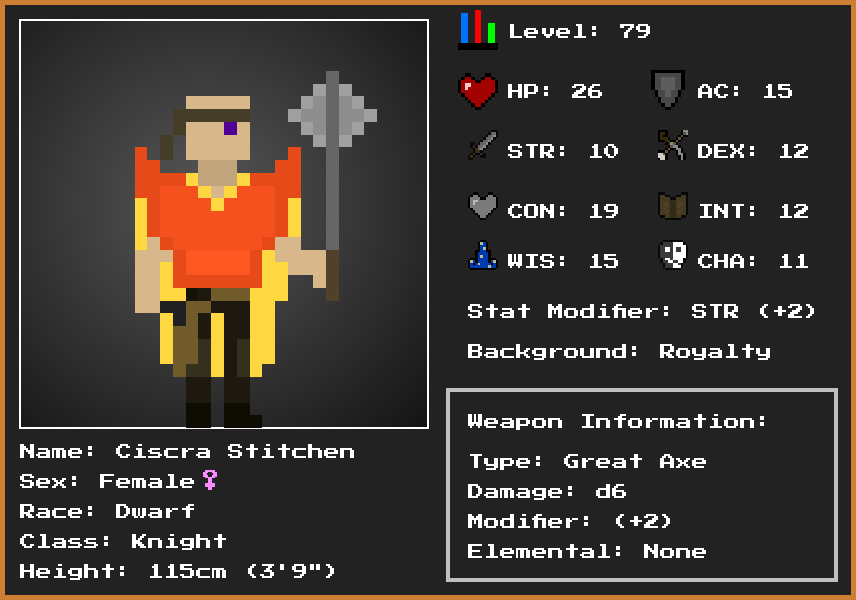 Level: 79
HP: 26
AC: 15
STR: 10
DEX: 12
CON: 19
INT: 12
WIS: 15
CHA: 11
Stat Modifier: STR (+2)
Background: Royalty
Weapon Information:
Type: Great Axe
Damage: d6
Modifier: (+2)
Elemental: None
Name: Ciscra Stitchen
Sex: Female♀
Race: Dwarf
Class: Knight
Height: 115cm (3'9")